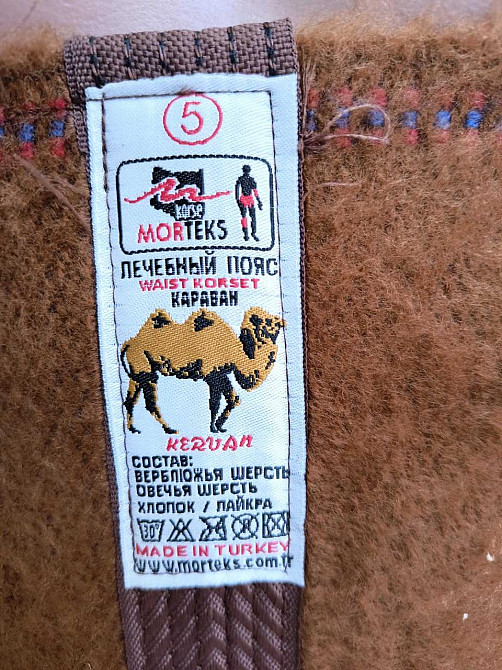 5
Korse
MORTEKS
ЛЕЧЕБНЫЙ ПОЯС
WAIST KORSET
КАРАВАН
KERVAN
СОСТАВ:
ВЕРБЛЮЖЬЯ ШЕРСТЬ
ОВЕЧЬЯ ШЕРСТЬ
ХЛОПОК / ЛАЙКРА
30°
MADE IN TURKEY
www.morteks.com.tr